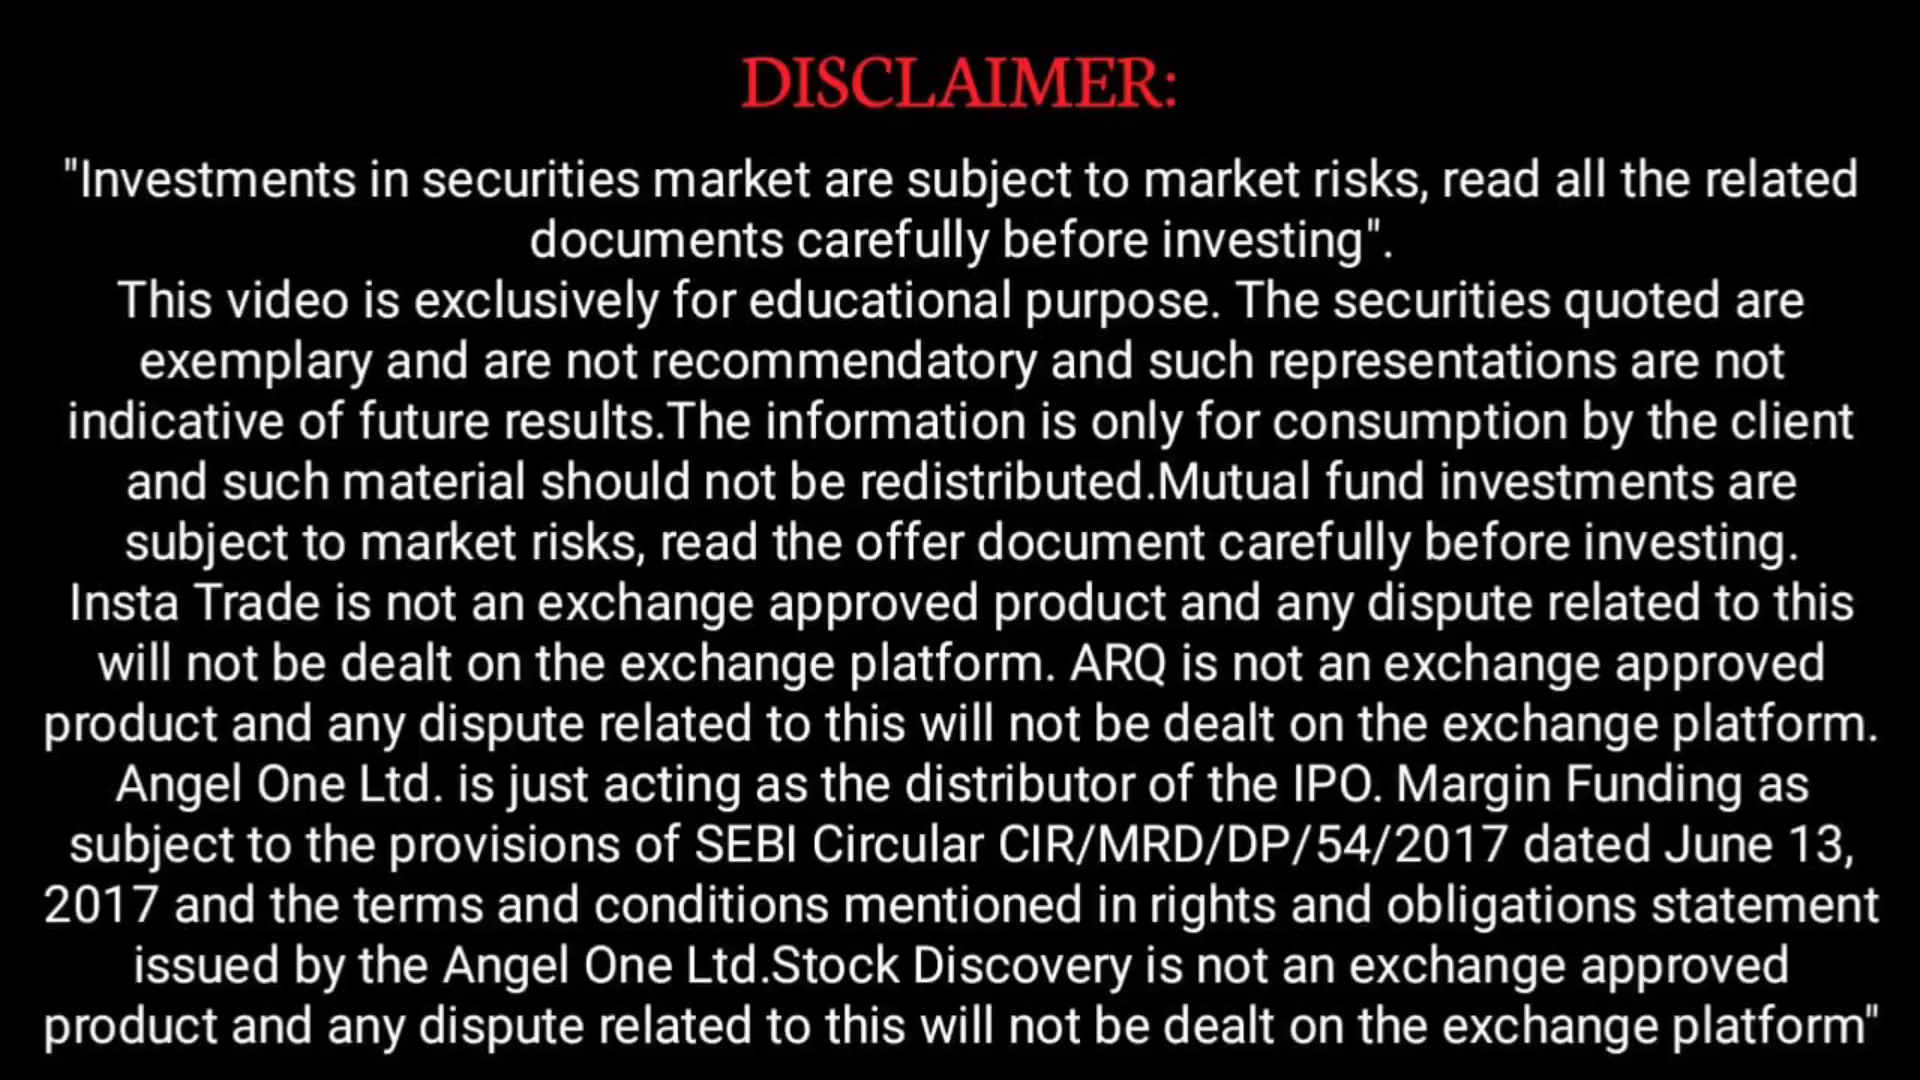 DISCLAIMER:
"Investments in securities market are subject to market risks, read all the related
documents carefully before investing".
This video is exclusively for educational purpose. The securities quoted are
exemplary and are not recommendatory and such representations are not
indicative of future results.The information is only for consumption by the client
and such material should not be redistributed.Mutual fund investments are
subject to market risks, read the offer document carefully before investing.
Insta Trade is not an exchange approved product and any dispute related to this
will not be dealt on the exchange platform. ARQ is not an exchange approved
product and any dispute related to this will not be dealt on the exchange platform.
Angel One Ltd. is just acting as the distributor of the IPO. Margin Funding as
subject to the provisions of SEBI Circular CIR/MRD/DP/54/2017 dated June 13,
2017 and the terms and conditions mentioned in rights and obligations statement
issued by the Angel One Ltd.Stock Discovery is not an exchange approved
product and any dispute related to this will not be dealt on the exchange platform"